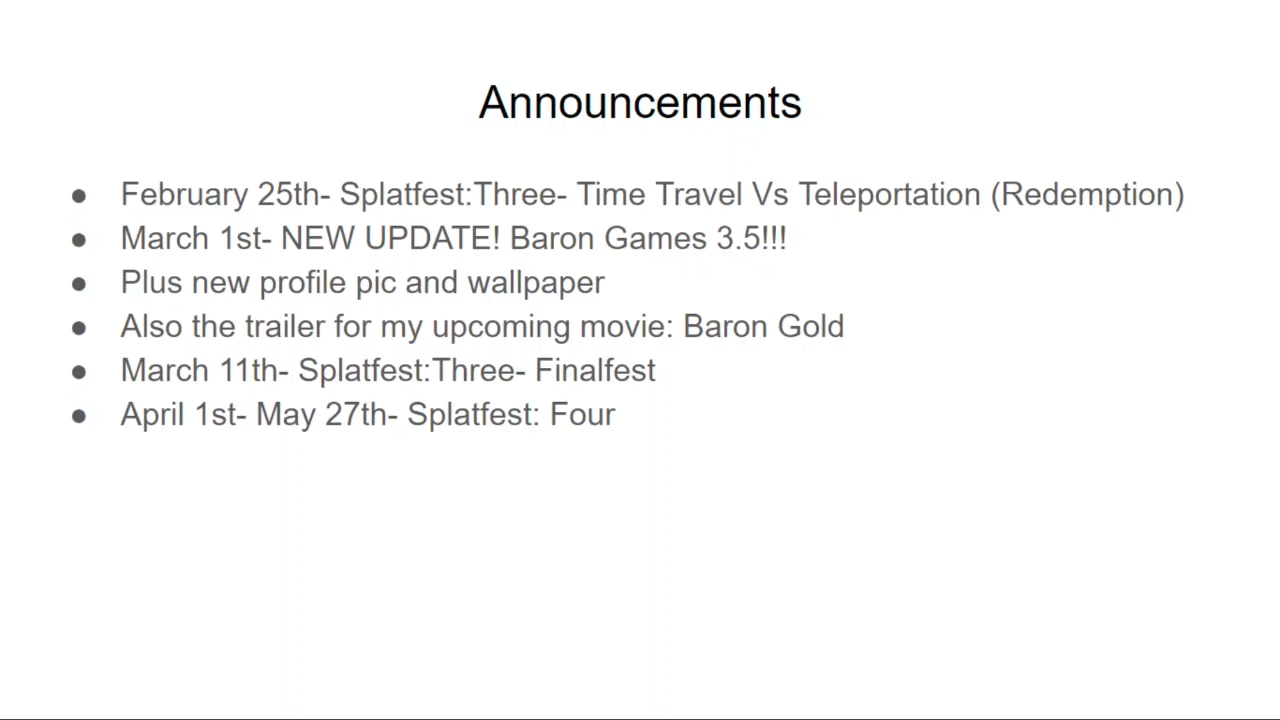 Announcements
● February 25th- Splatfest:Three- Time Travel Vs Teleportation (Redemption)
● March 1st- NEW UPDATE! Baron Games 3.5!!!
● Plus new profile pic and wallpaper
● Also the trailer for my upcoming movie: Baron Gold
● March 11th- Splatfest:Three- Finalfest
● April 1st- May 27th- Splatfest: Four